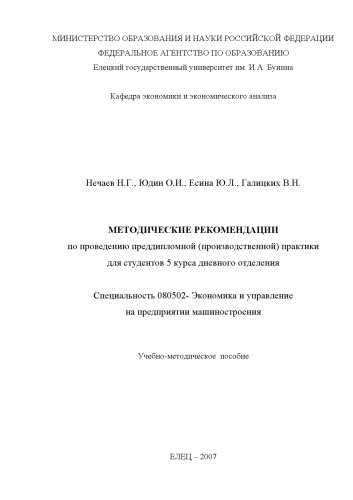 МИНИСТЕРСТВО ОБРАЗОВАНИЯ И НАУКИ РОССИЙСКОЙ ФЕДЕРАЦИИ
ФЕДЕРАЛЬНОЕ АГЕНТСТВО ПО ОБРАЗОВАНИЮ
Елецкий государственный университет им. И.А. Бунина
Кафедра экономики и экономического анализа
Нечаев Н.Г., Юдин О.И., Есина Ю.Л., Галицких В.Н.
МЕТОДИЧЕСКИЕ РЕКОМЕНДАЦИИ
по проведению преддипломной (производственной) практики
для студентов 5 курса дневного отделения
Специальность 080502- Экономика и управление
на предприятии машиностроения
Учебно-методическое пособие
ЕЛЕЦ – 2007